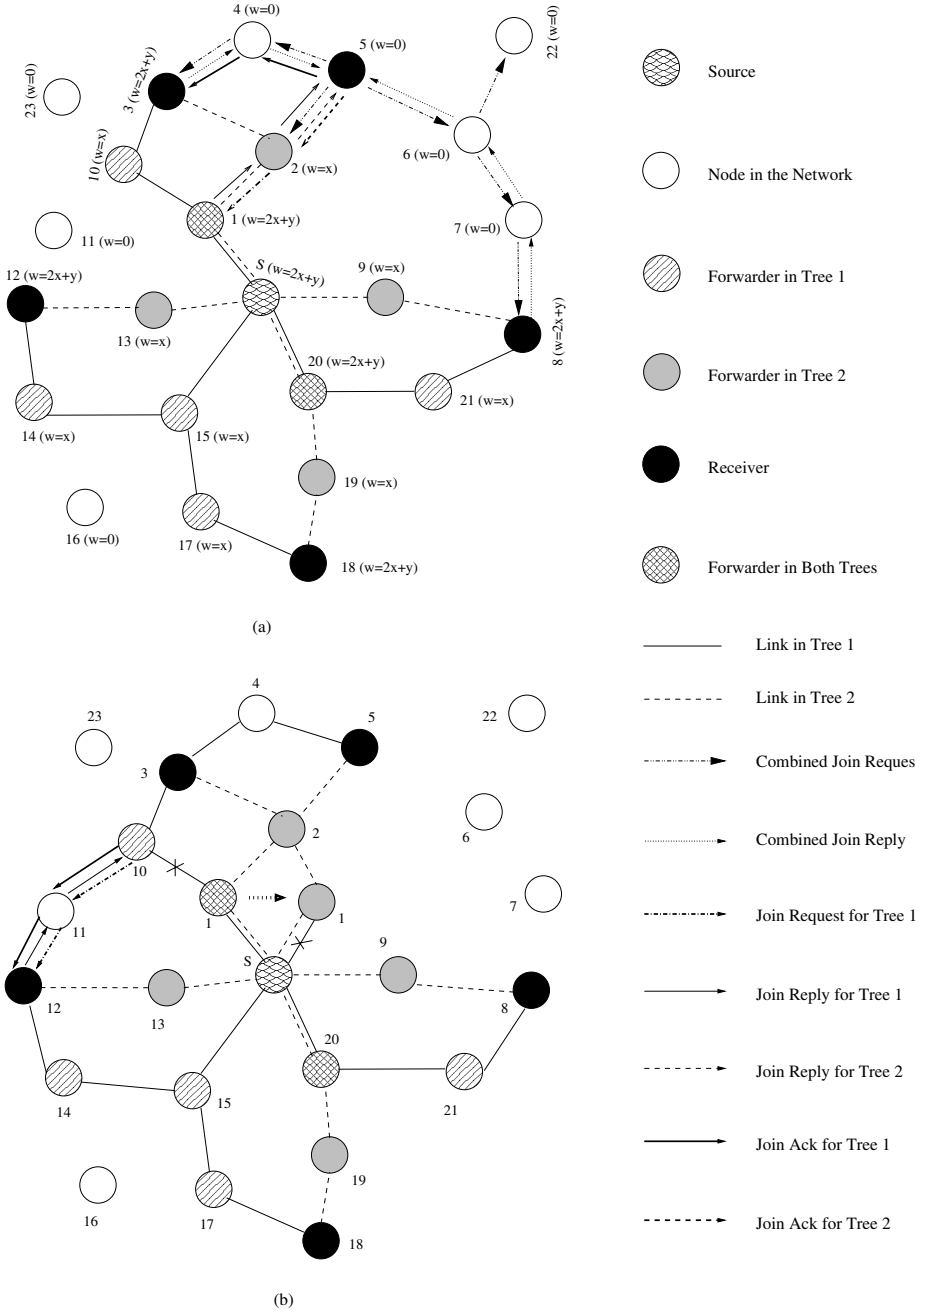 4 (w=0)
5 (w=0)
22 (w=0)
3 (w=2x+y)
23 (w=0)
6 (w=0)
10 (w=x)
2 (w=x)
1 (w=2x+y)
7 (w=0)
11 (w=0)
S (w=2x+y)
9 (w=x)
12 (w=2x+y)
13 (w=x)
8 (w=2x+y)
20 (w=2x+y)
21 (w=x)
14 (w=x)
15 (w=x)
19 (w=x)
16 (w=0)
17 (w=x)
18 (w=2x+y)
(a)
Source
Node in the Network
Forwarder in Tree 1
Forwarder in Tree 2
Receiver
Forwarder in Both Trees
Link in Tree 1
Link in Tree 2
Combined Join Reques
Combined Join Reply
Join Request for Tree 1
Join Reply for Tree 1
Join Reply for Tree 2
Join Ack for Tree 1
Join Ack for Tree 2
4
23
5
22
3
2
6
10
1
1
7
11
S
9
12
13
8
20
14
15
21
19
16
17
18
(b)